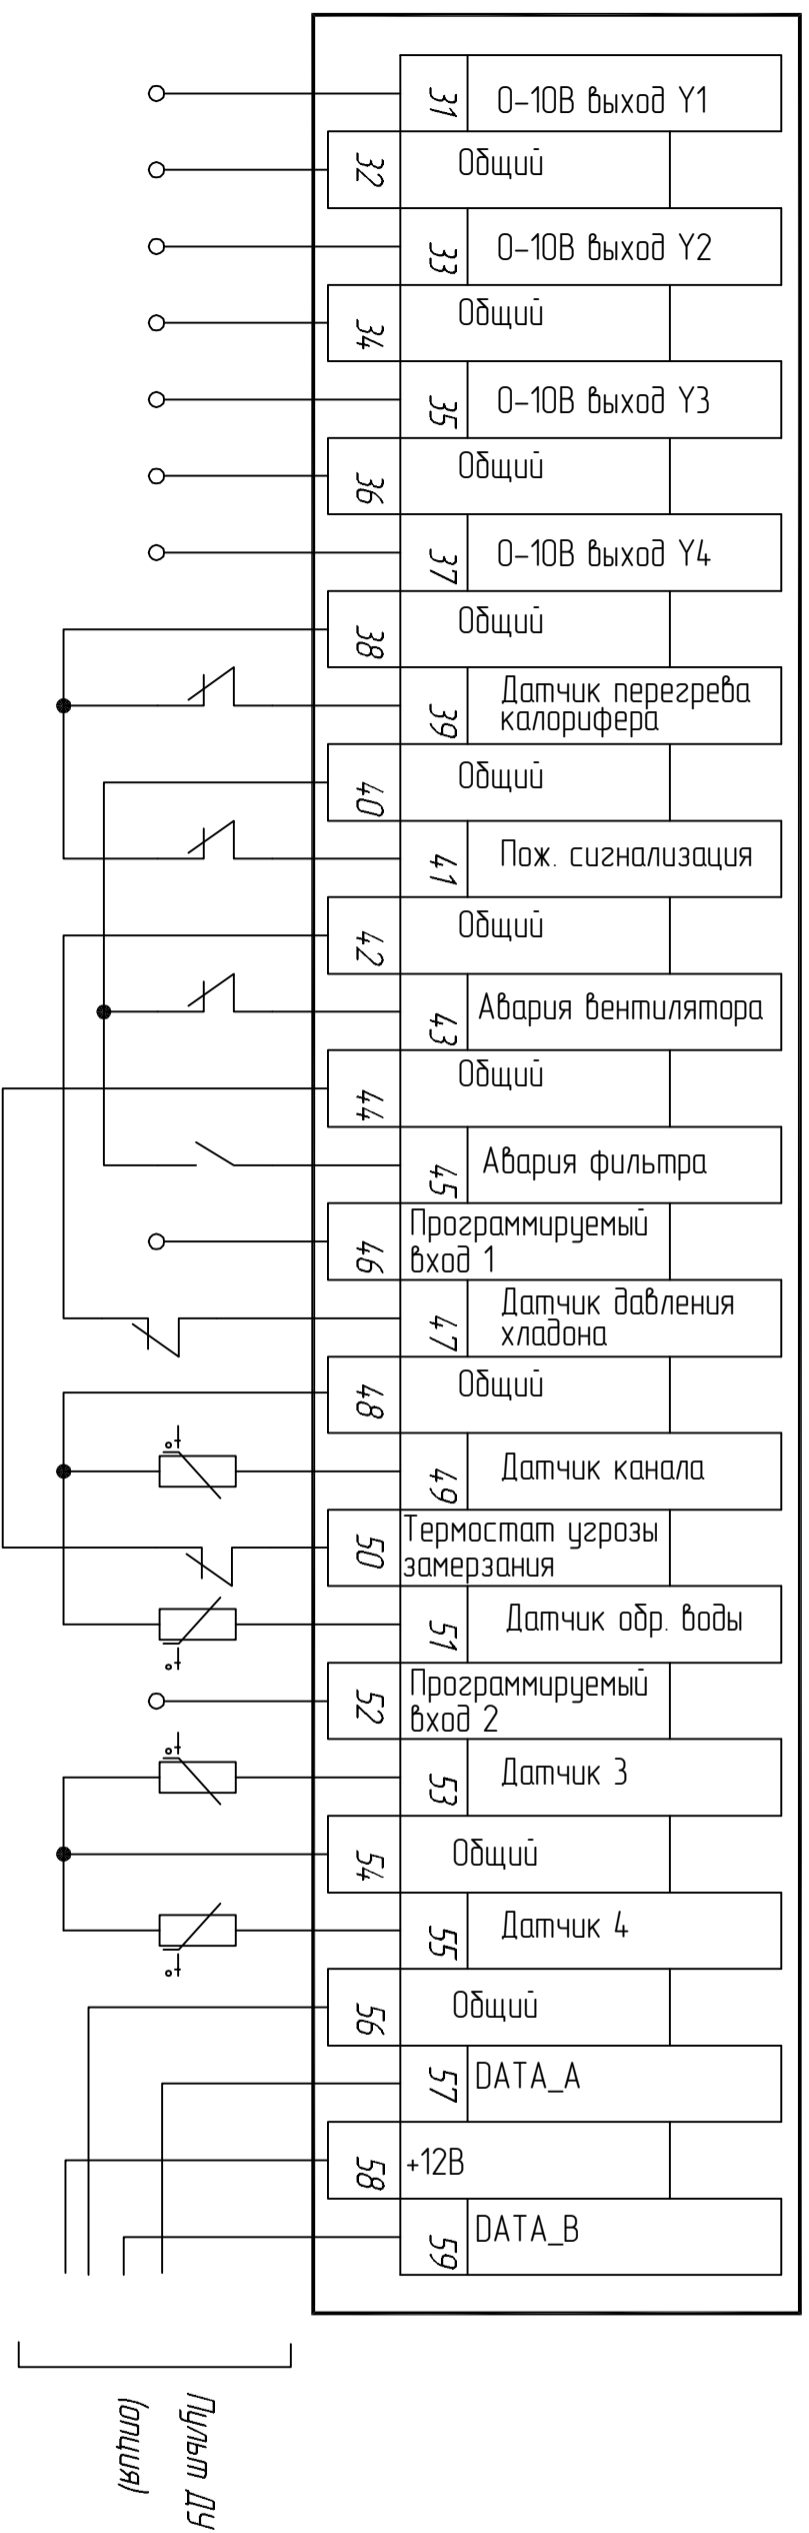 31 0-10В выход Y1
32 Общий
33 0-10В выход Y2
34 Общий
35 0-10В выход Y3
36 Общий
37 0-10В выход Y4
38 Общий
39 Датчик перегрева
калорифера
40 Общий
41 Пож. сигнализация
42 Общий
43 Авария вентилятора
44 Общий
45 Авария фильтра
46 Программируемый
вход 1
47 Датчик давления
хладона
48 Общий
t°
49 Датчик канала
50 Термостат угрозы
замерзания
51 Датчик обр. воды
t°
52 Программируемый
вход 2
t°
53 Датчик 3
54 Общий
55 Датчик 4
t°
56 Общий
57 DATA_A
58 +12В
59 DATA_B
Пульт ДУ
(опция)